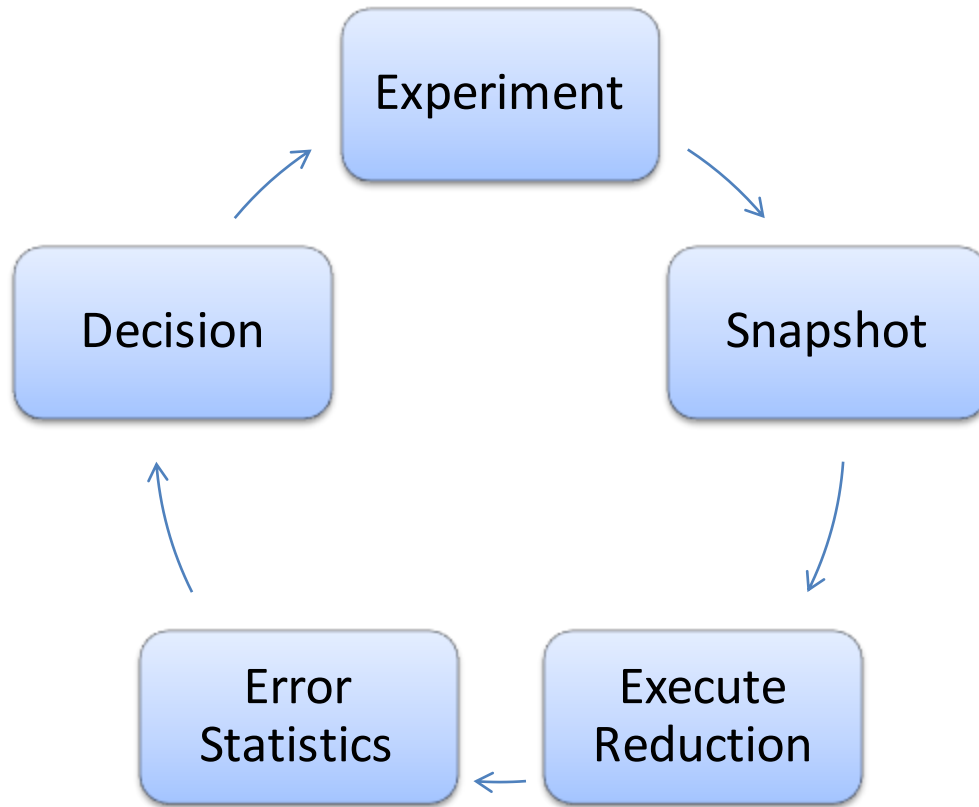 Experiment
Snapshot
Execute
Reduction
Error
Statistics
Decision